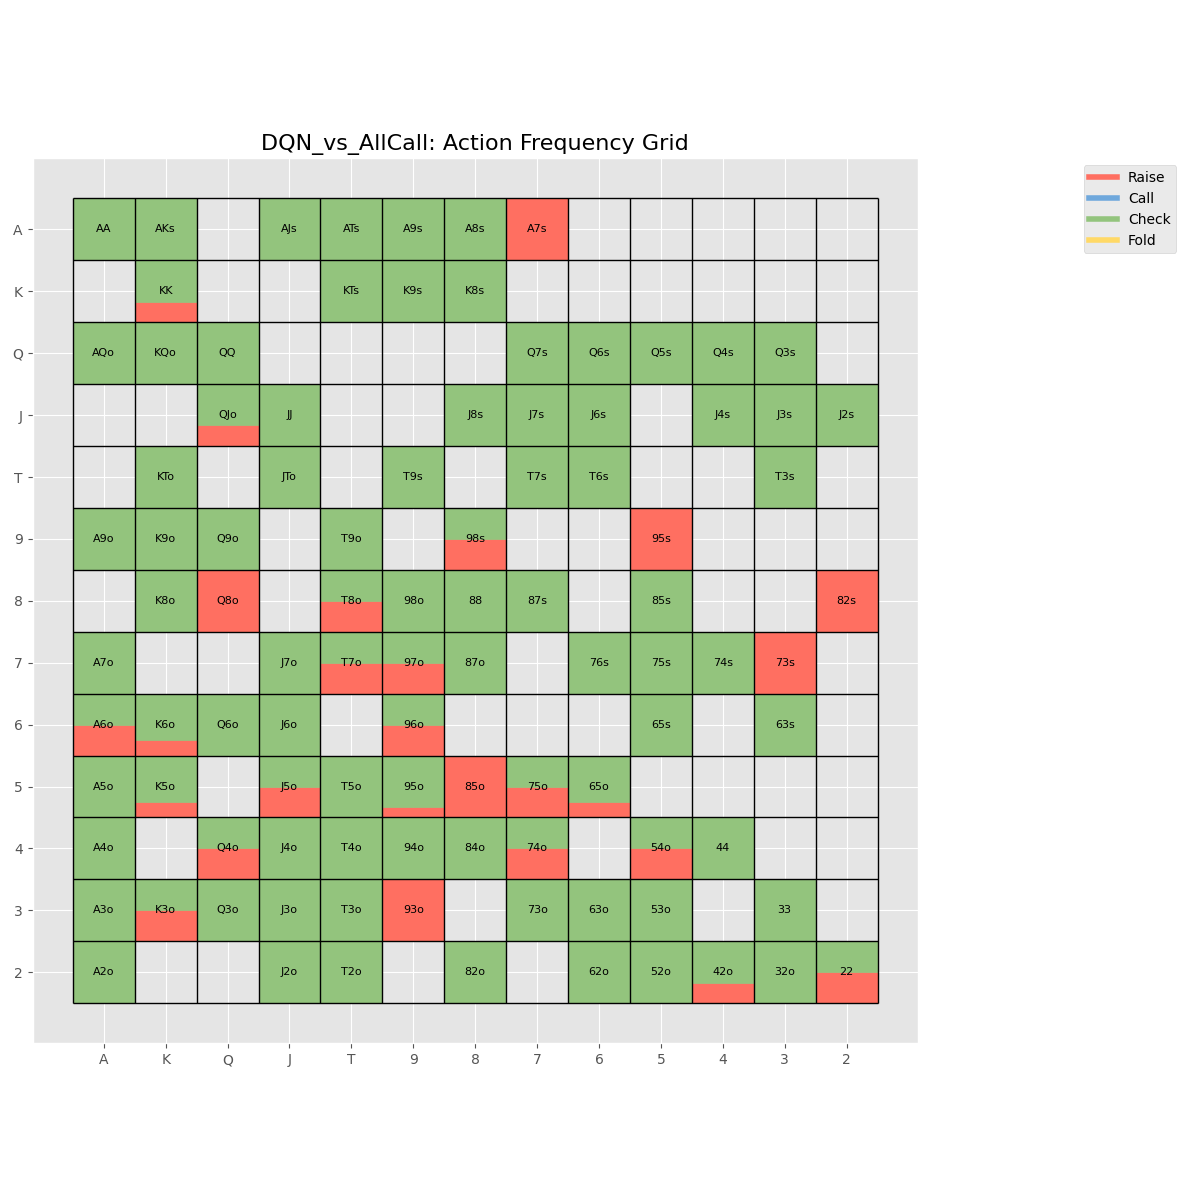 DQN_vs_AllCall: Action Frequency Grid
Raise
Call
Check
Fold
A AA AKs AJs ATs A9s A8s A7s
K KK KTs K9s K8s
Q AQo KQo QQ Q7s Q6s Q5s Q4s Q3s
J QJo JJ J8s J7s J6s J4s J3s J2s
T KTo JTo T9s T7s T6s T3s
9 A9o K9o Q9o T9o 98s 95s
8 K8o Q8o T8o 98o 88 87s 85s 82s
7 A7o J7o T7o 97o 87o 76s 75s 74s 73s
6 A6o K6o Q6o J6o 96o 65s 63s
5 A5o K5o J5o T5o 95o 85o 75o 65o
4 A4o Q4o J4o T4o 94o 84o 74o 54o 44
3 A3o K3o Q3o J3o T3o 93o 73o 63o 53o 33
2 A2o J2o T2o 82o 62o 52o 42o 32o 22
A K Q J T 9 8 7 6 5 4 3 2